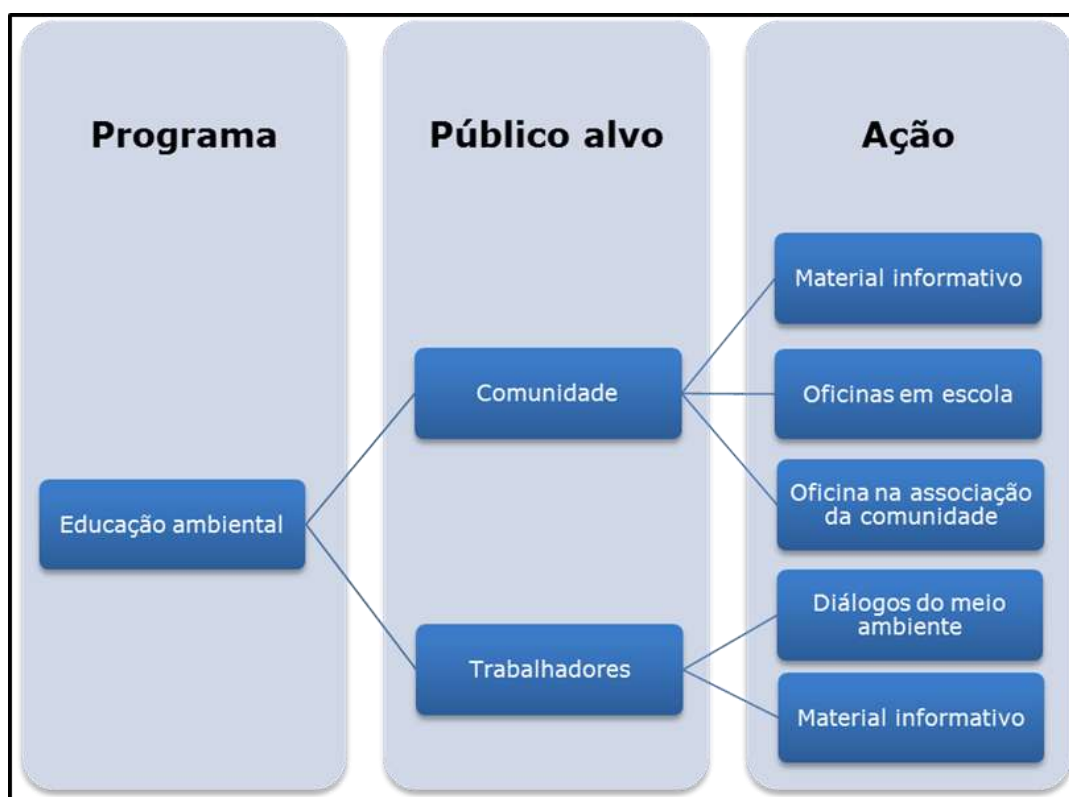 Programa
Público alvo
Ação
Educação ambiental
Comunidade
Trabalhadores
Material informativo
Oficinas em escola
Oficina na associação
da comunidade
Diálogos do meio
ambiente
Material informativo